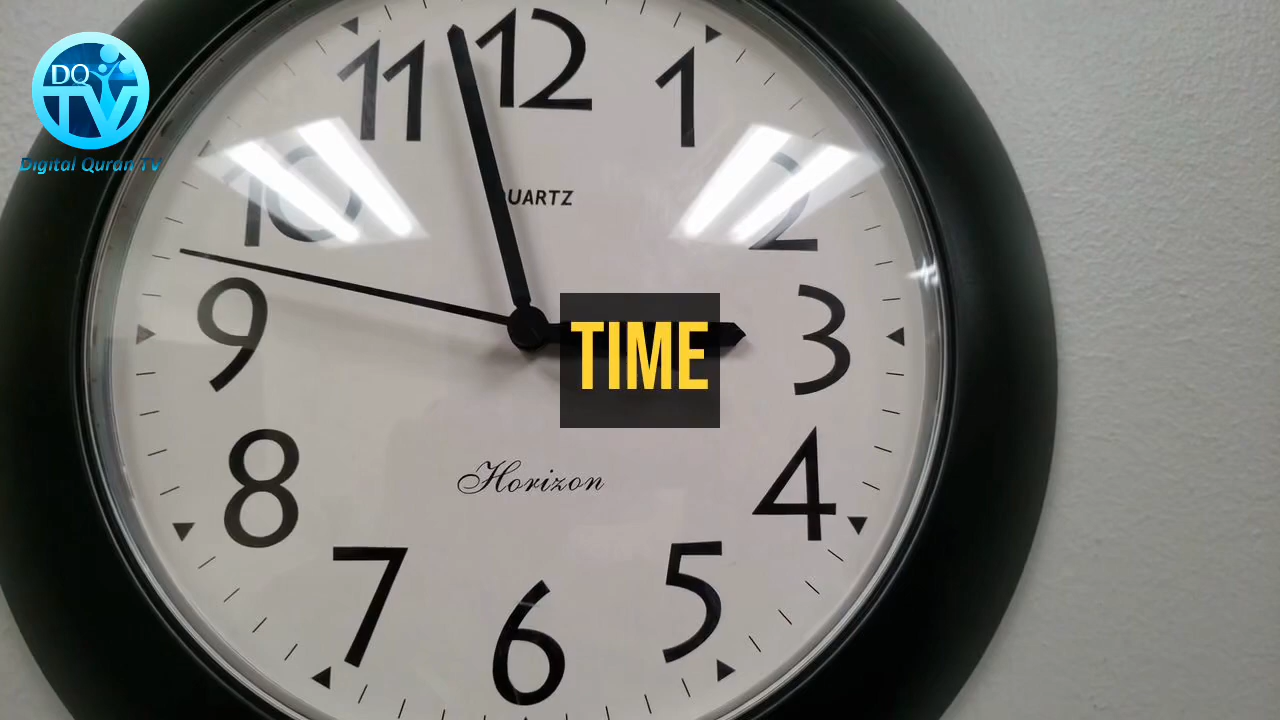 DQ
TV
Digital Quran TV
11 12 1
10 2
QUARTZ
9 3
TIME
8 4
Horizon
7 5
6